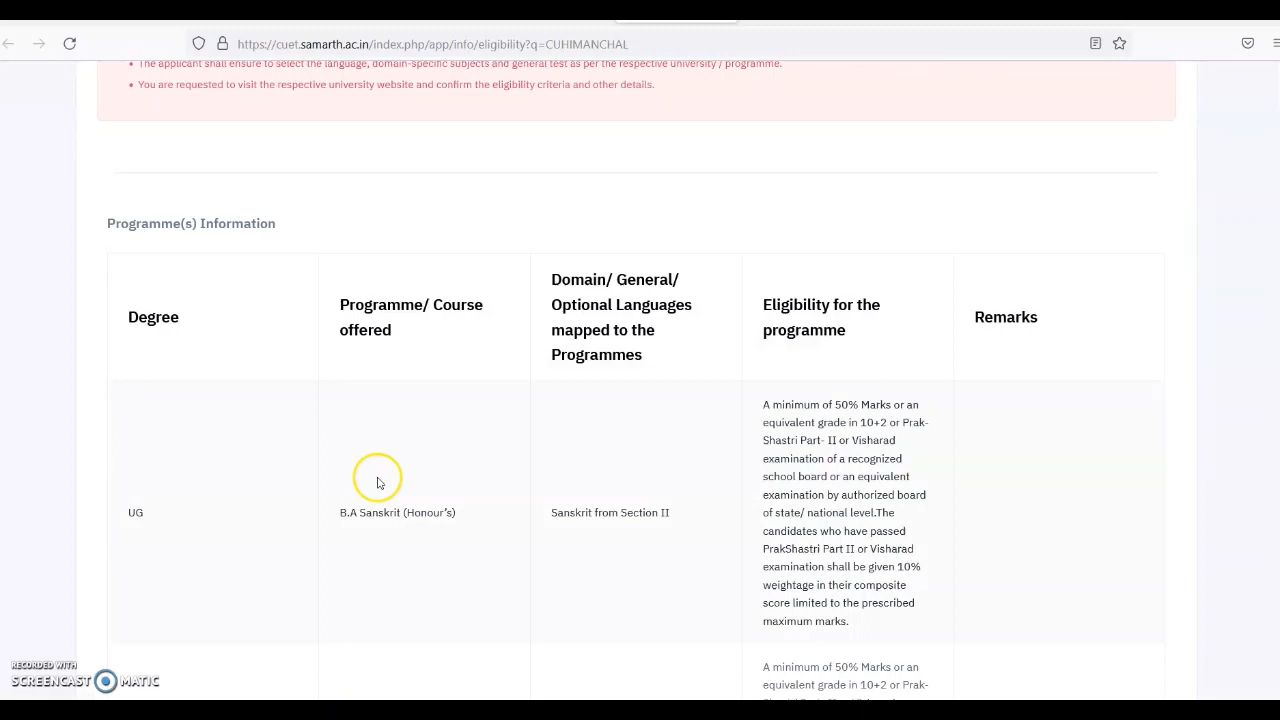 https://cuet.samarth.ac.in/index.php/app/info/eligibility?q=CUHIMANCHAL
• The applicant shall ensure to select the language, domain-specific subjects and general test as per the respective university / programme.
• You are requested to visit the respective university website and confirm the eligibility criteria and other details.
Programme(s) Information
Degree
Programme/ Course
offered
Domain/ General/
Optional Languages
mapped to the
Programmes
Eligibility for the
programme
Remarks
UG
B.A Sanskrit (Honour's)
Sanskrit from Section II
A minimum of 50% Marks or an
equivalent grade in 10+2 or Prak-
Shastri Part- II or Visharad
examination of a recognized
school board or an equivalent
examination by authorized board
of state/ national level.The
candidates who have passed
PrakShastri Part II or Visharad
examination shall be given 10%
weightage in their composite
score limited to the prescribed
maximum marks.
A minimum of 50% Marks or an
equivalent grade in 10+2 or Prak-
RECORDED WITH
SCREENCAST MATIC